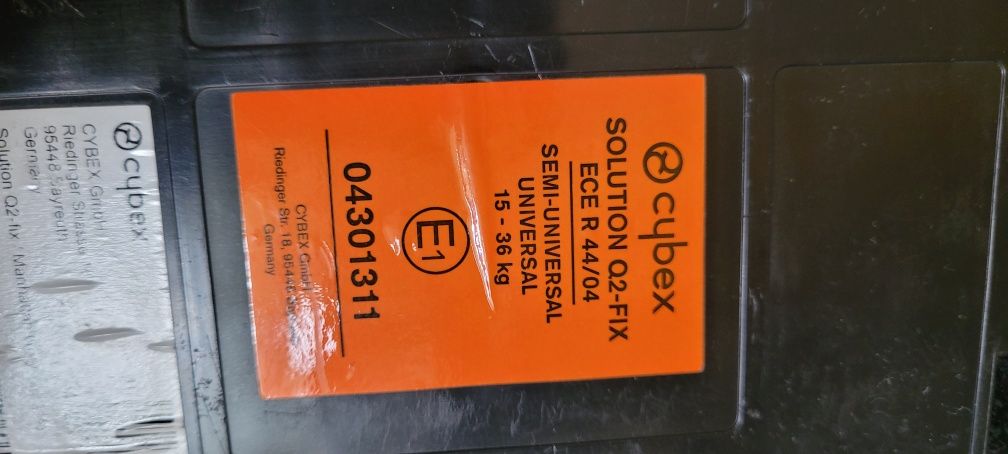 cybex
SOLUTION Q2-FIX
ECE R 44/04
SEMI-UNIVERSAL
UNIVERSAL
15 - 36 kg
E1
04301311
CYBEX GmbH
Riedinger Str. 18, 95448
Germany
cybex
CYBEX GmbH
Riedinger
95448 Bayreuth
Germany
Solution Q2-fix